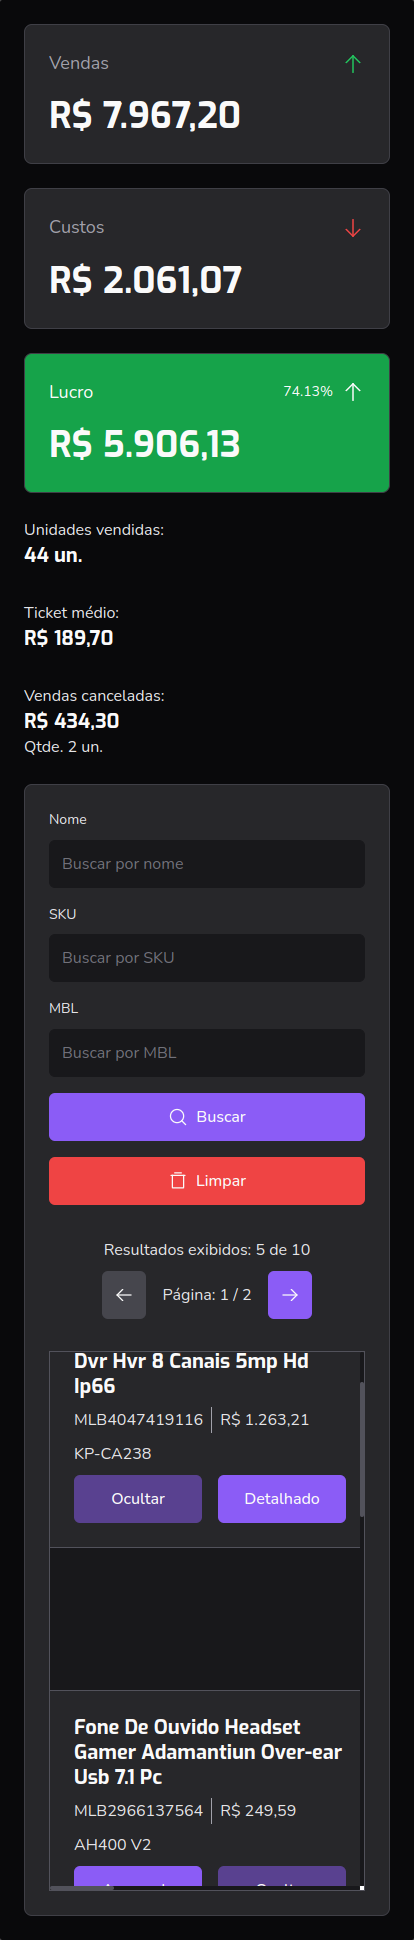 Vendas
R$ 7.967,20
Custos
R$ 2.061,07
Lucro
74.13%
R$ 5.906,13
Unidades vendidas:
44 un.
Ticket médio:
R$ 189,70
Vendas canceladas:
R$ 434,30
Qtde. 2 un.
Nome
Buscar por nome
SKU
Buscar por SKU
MBL
Buscar por MBL
Buscar
Limpar
Resultados exibidos: 5 de 10
Página: 1 / 2
Dvr Hvr 8 Canais 5mp Hd
Ip66
MLB4047419116 R$ 1.263,21
KP-CA238
Ocultar Detalhado
Fone De Ouvido Headset
Gamer Adamantiun Over-ear
Usb 7.1 Pc
MLB2966137564 R$ 249,59
AH400 V2